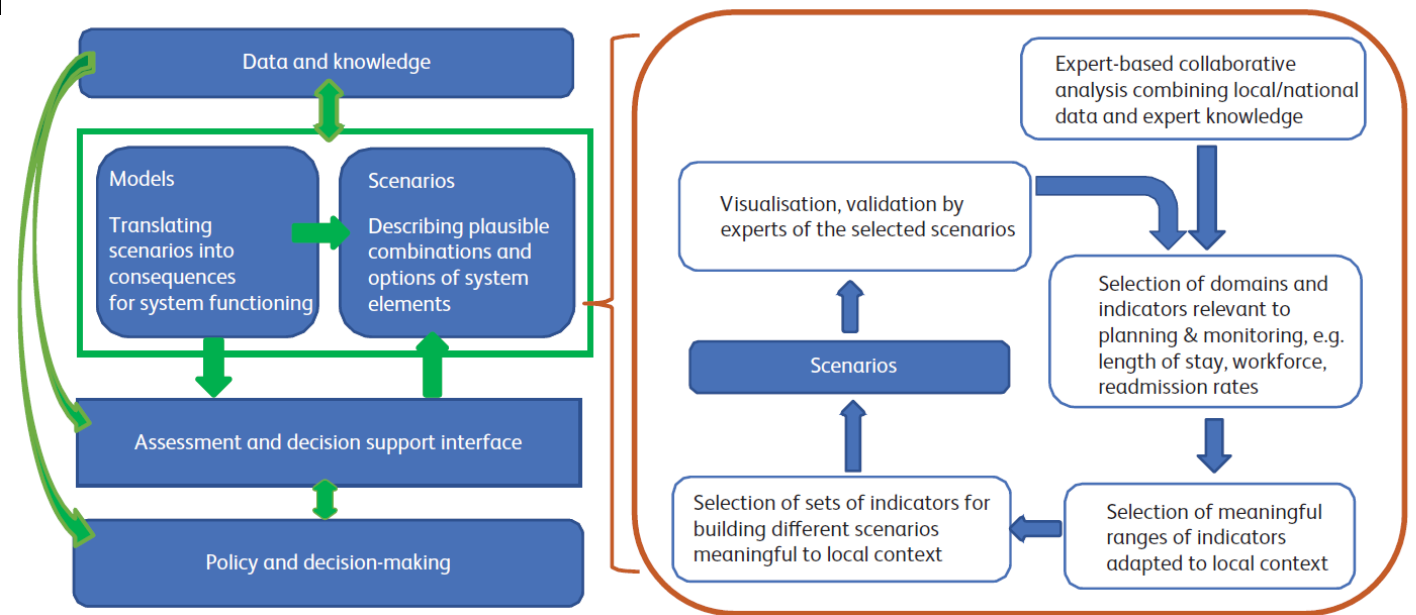 Data and knowledge
Models
Translating
scenarios into
consequences
for system functioning
Scenarios
Describing plausible
combinations and
options of system
elements
Assessment and decision support interface
Policy and decision-making
Expert-based collaborative
analysis combining local/national
data and expert knowledge
Visualisation, validation by
experts of the selected scenarios
Selection of domains and
indicators relevant to
planning & monitoring, e.g.
length of stay, workforce,
readmission rates
Scenarios
Selection of sets of indicators for
building different scenarios
meaningful to local context
Selection of meaningful
ranges of indicators
adapted to local context